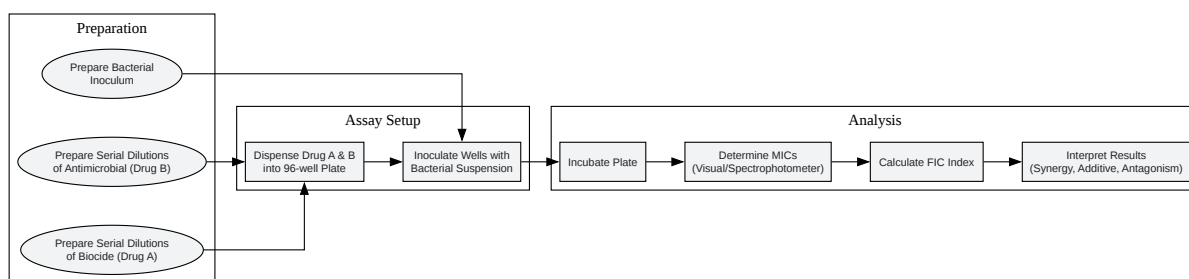 Preparation
Prepare Bacterial
Inoculum
Prepare Serial Dilutions
of Antimicrobial (Drug B)
Prepare Serial Dilutions
of Biocide (Drug A)
Assay Setup
Dispense Drug A & B
into 96-well Plate
Inoculate Wells with
Bacterial Suspension
Analysis
Incubate Plate
Determine MICs
(Visual/Spectrophotometer)
Calculate FIC Index
Interpret Results
(Synergy, Additive, Antagonism)